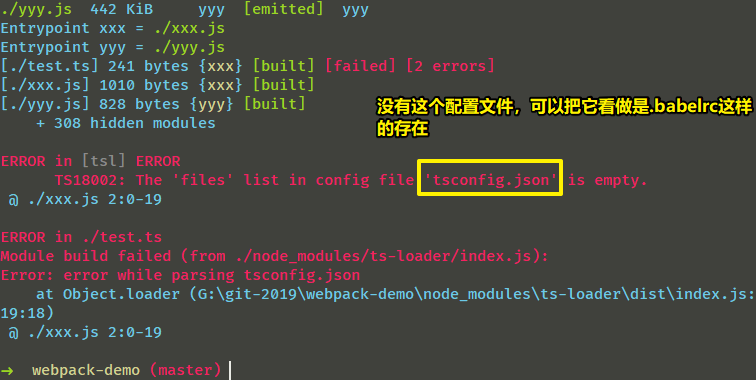 ./yyy.js  442 KiB     yyy  [emitted]  yyy
Entrypoint xxx = ./xxx.js
Entrypoint yyy = ./yyy.js
[./test.ts] 241 bytes {xxx} [built] [failed] [2 errors]
[./xxx.js] 1010 bytes {xxx} [built]
[./yyy.js] 828 bytes {yyy} [built]
没有这个配置文件，可以把它看做是.babelrc这样
的存在
    + 308 hidden modules
ERROR in [tsl] ERROR
      TS18002: The 'files' list in config file 'tsconfig.json' is empty.
 @ ./xxx.js 2:0-19
ERROR in ./test.ts
Module build failed (from ./node_modules/ts-loader/index.js):
Error: error while parsing tsconfig.json
    at Object.loader (G:\git-2019\webpack-demo\node_modules\ts-loader\dist\index.js:
19:18)
 @ ./xxx.js 2:0-19
➜  webpack-demo (master)